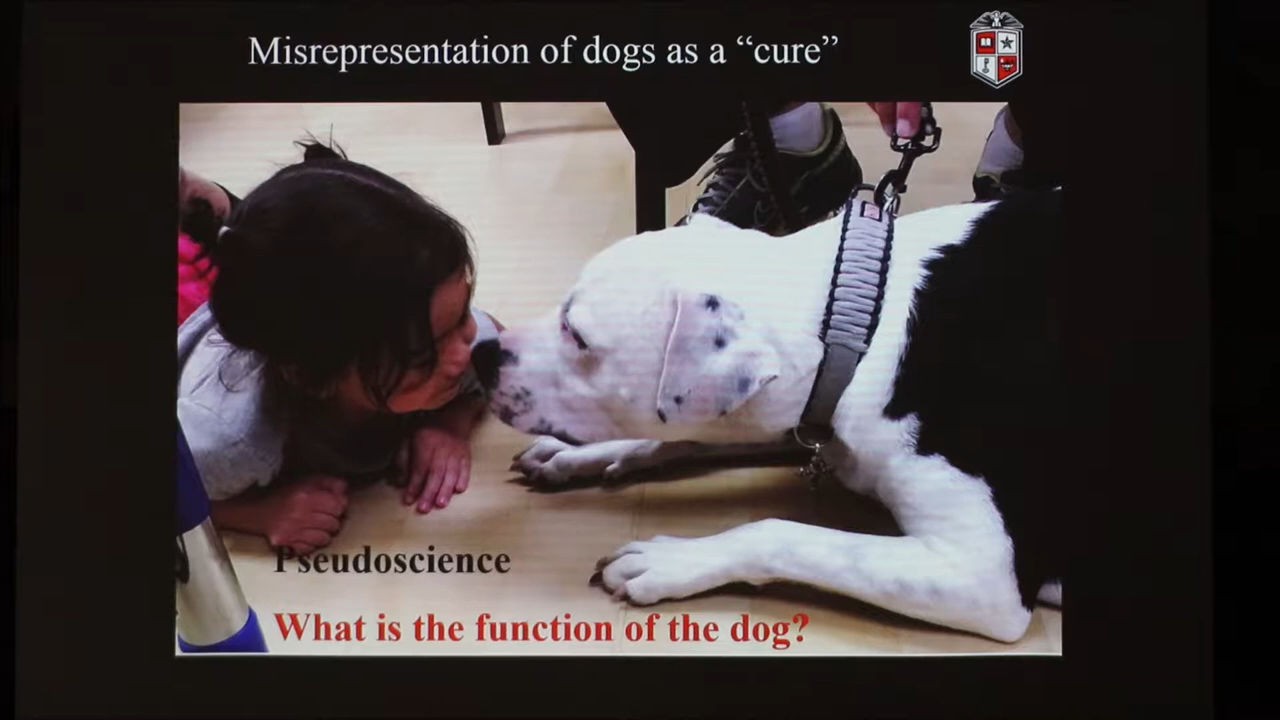 Misrepresentation of dogs as a “cure”
Pseudoscience
What is the function of the dog?